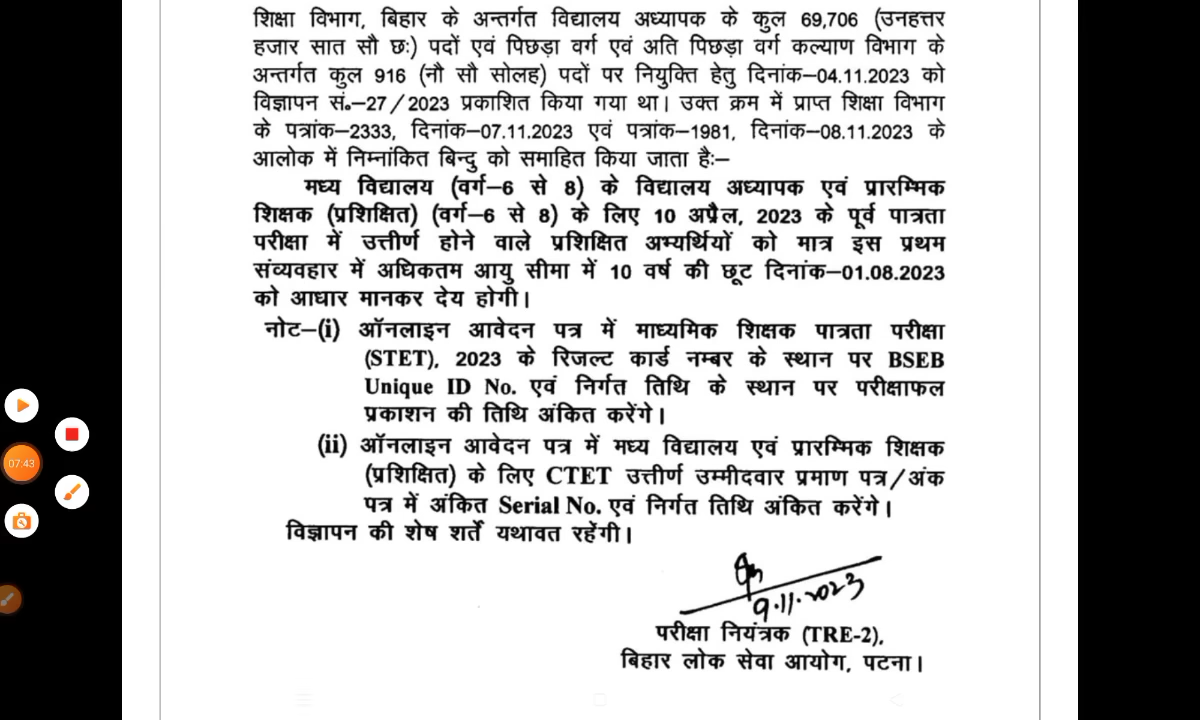 शिक्षा विभाग, बिहार के अन्तर्गत विद्यालय अध्यापक के कुल 69,706 (उनहत्तर
हजार सात सौ छः) पदों एवं पिछड़ा वर्ग एवं अति पिछड़ा वर्ग कल्याण विभाग के
अन्तर्गत कुल 916 (नौ सौ सोलह) पदों पर नियुक्ति हेतु दिनांक–04.11.2023 को
विज्ञापन सं॰–27/2023 प्रकाशित किया गया था। उक्त क्रम में प्राप्त शिक्षा विभाग
के पत्रांक–2333, दिनांक–07.11.2023 एवं पत्रांक–1981, दिनांक–08.11.2023 के
आलोक में निम्नांकित बिन्दु को समाहित किया जाता हैः–
मध्य विद्यालय (वर्ग–6 से 8) के विद्यालय अध्यापक एवं प्रारम्भिक
शिक्षक (प्रशिक्षित) (वर्ग–6 से 8) के लिए 10 अप्रैल, 2023 के पूर्व पात्रता
परीक्षा में उत्तीर्ण होने वाले प्रशिक्षित अभ्यर्थियों को मात्र इस प्रथम
संव्यवहार में अधिकतम आयु सीमा में 10 वर्ष की छूट दिनांक–01.08.2023
को आधार मानकर देय होगी।
नोट–(i) ऑनलाइन आवेदन पत्र में माध्यमिक शिक्षक पात्रता परीक्षा
(STET), 2023 के रिजल्ट कार्ड नम्बर के स्थान पर BSEB
Unique ID No. एवं निर्गत तिथि के स्थान पर परीक्षाफल
प्रकाशन की तिथि अंकित करेंगे।
(ii) ऑनलाइन आवेदन पत्र में मध्य विद्यालय एवं प्रारम्भिक शिक्षक
(प्रशिक्षित) के लिए CTET उत्तीर्ण उम्मीदवार प्रमाण पत्र/अंक
पत्र में अंकित Serial No. एवं निर्गत तिथि अंकित करेंगे।
विज्ञापन की शेष शर्ते यथावत रहेंगी।
9.11.2023
परीक्षा नियंत्रक (TRE-2),
बिहार लोक सेवा आयोग, पटना।
07:43